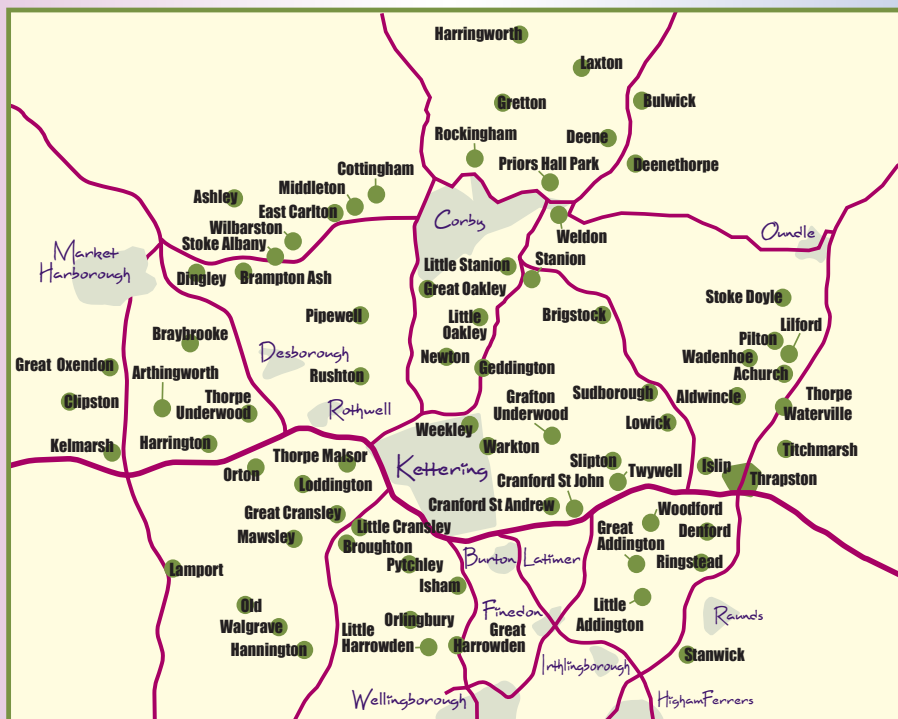 Harringworth
Laxton
Gretton
Bulwick
Rockingham
Deene
Priors Hall Park
Deenethorpe
Cottingham
Middleton
Ashley
East Carlton
Wilbarston
Stoke Albany
Corby
Weldon
Oundle
Market
Harborough
Dingley
Brampton Ash
Little Stanion
Stanion
Great Oakley
Stoke Doyle
Pipewell
Little
Oakley
Brigstock
Braybrooke
Lilford
Pilton
Desborough
Newton
Wadenhoe
Great Oxendon
Arthingworth
Rushton
Geddington
Achurch
Clipston
Thorpe
Underwood
Rothwell
Grafton
Underwood
Sudborough
Aldwincle
Thorpe
Waterville
Lowick
Weekley
Kelmarsh
Harrington
Warkton
Titchmarsh
Thorpe Malsor
Kettering
Slipton
Islip
Orton
Loddington
Cranford St John
Twywell
Thrapston
Great Cransley
Cranford St Andrew
Woodford
Little Cransley
Great
Addington
Denford
Mawsley
Broughton
Burton Latimer
Pytchley
Ringstead
Lamport
Isham
Old
Finedon
Little
Addington
Raunds
Walgrave
Orlingbury
Little
Harrowden
Great
Harrowden
Hannington
Irthlingborough
Stanwick
Wellingborough
Higham Ferrers